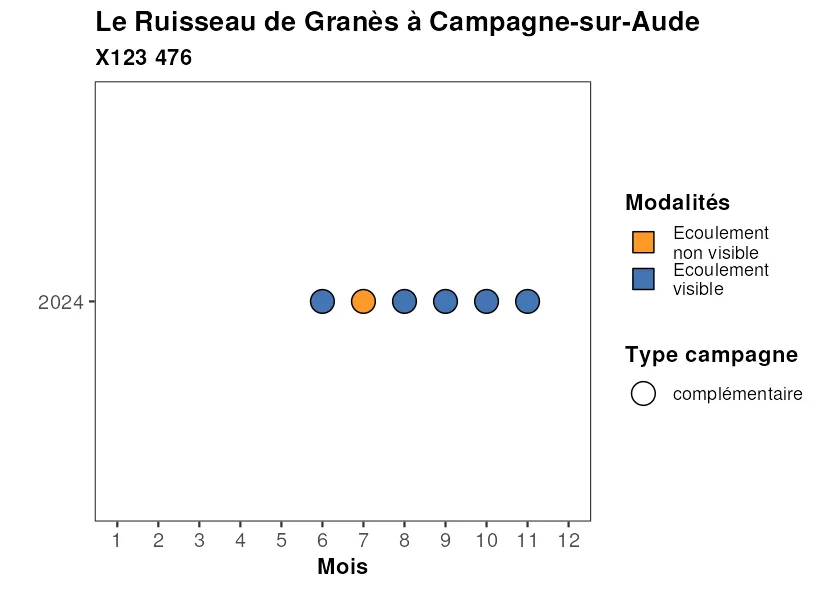 Le Ruisseau de Granès à Campagne-sur-Aude
X123 476
2024
1 2 3 4 5 6 7 8 9 10 11 12
Mois
Modalités
Ecoulement
non visible
Ecoulement
visible
Type campagne
complémentaire